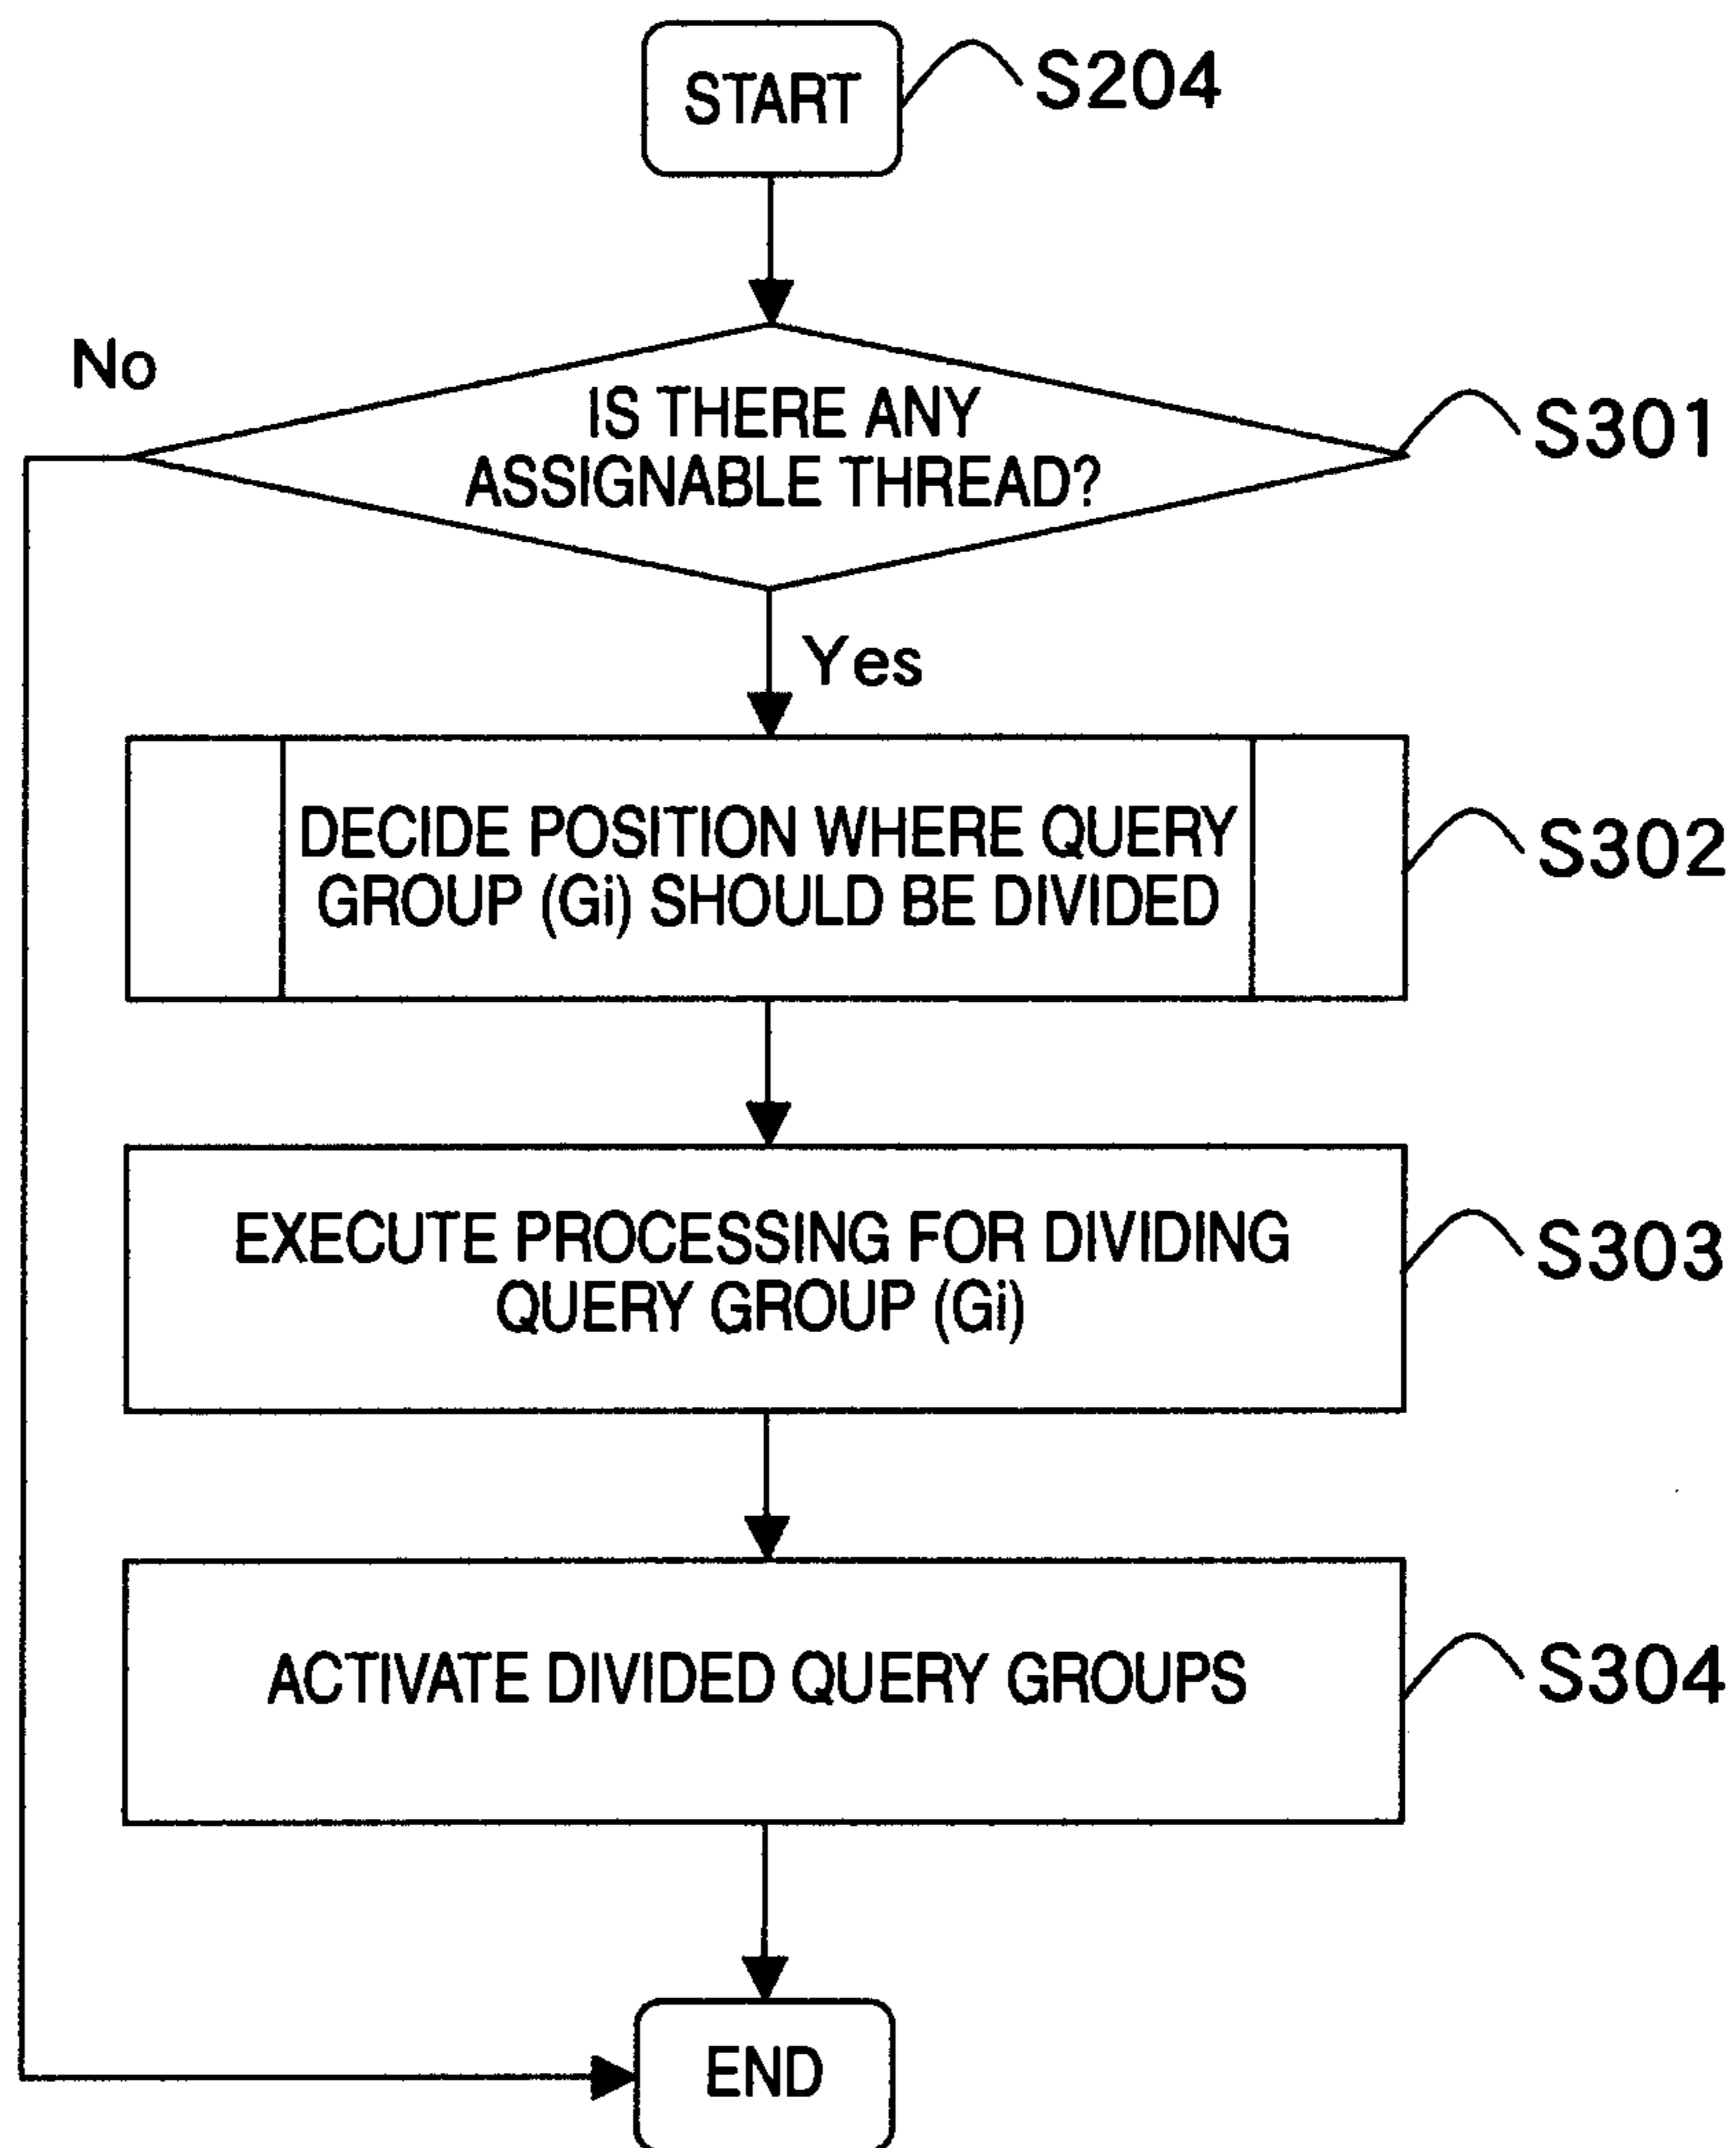 START
S204
No
IS THERE ANY
ASSIGNABLE THREAD?
S301
Yes
DECIDE POSITION WHERE QUERY
GROUP (Gi) SHOULD BE DIVIDED
S302
EXECUTE PROCESSING FOR DIVIDING
QUERY GROUP (Gi)
S303
ACTIVATE DIVIDED QUERY GROUPS
S304
END